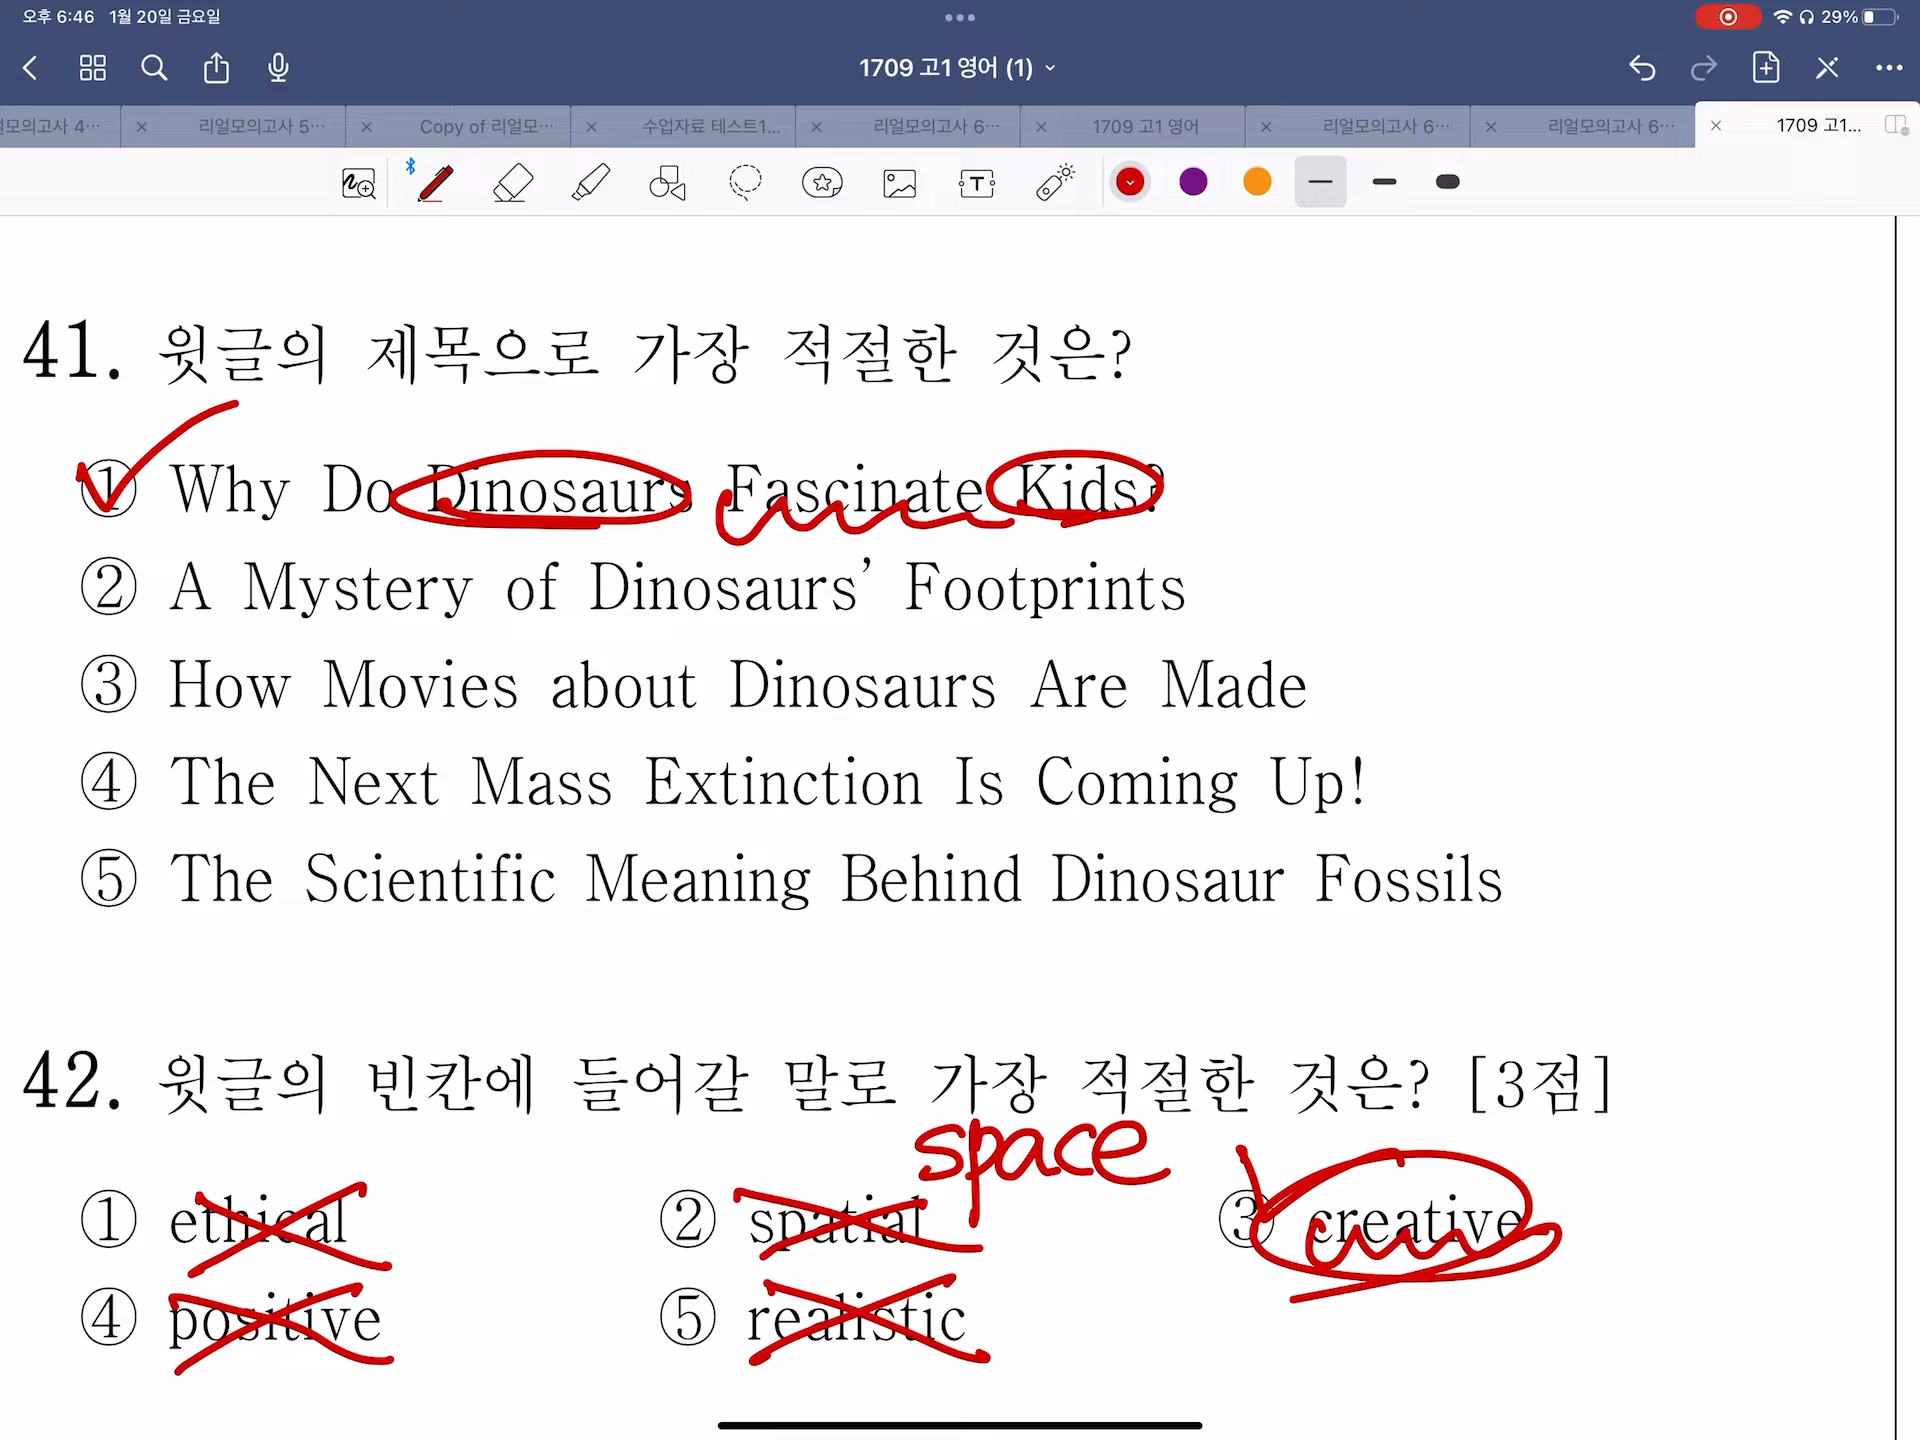 오후 6:46 1월 20일 금요일
29%
1709 고1 영어 (1)
리얼모의고사 5…
Copy of 리얼모…
수업자료 테스트1...
리얼모의고사 6…
1709 고1 영어
리얼모의고사 6…
리얼모의고사 6…
1709 고1...
41. 윗글의 제목으로 가장 적절한 것은?
① Why Do Dinosaurs Fascinate Kids?
② A Mystery of Dinosaurs’ Footprints
③ How Movies about Dinosaurs Are Made
④ The Next Mass Extinction Is Coming Up!
⑤ The Scientific Meaning Behind Dinosaur Fossils
42. 윗글의 빈칸에 들어갈 말로 가장 적절한 것은? [3점]
space
① ethical ② spatial ③ creative
④ positive ⑤ realistic